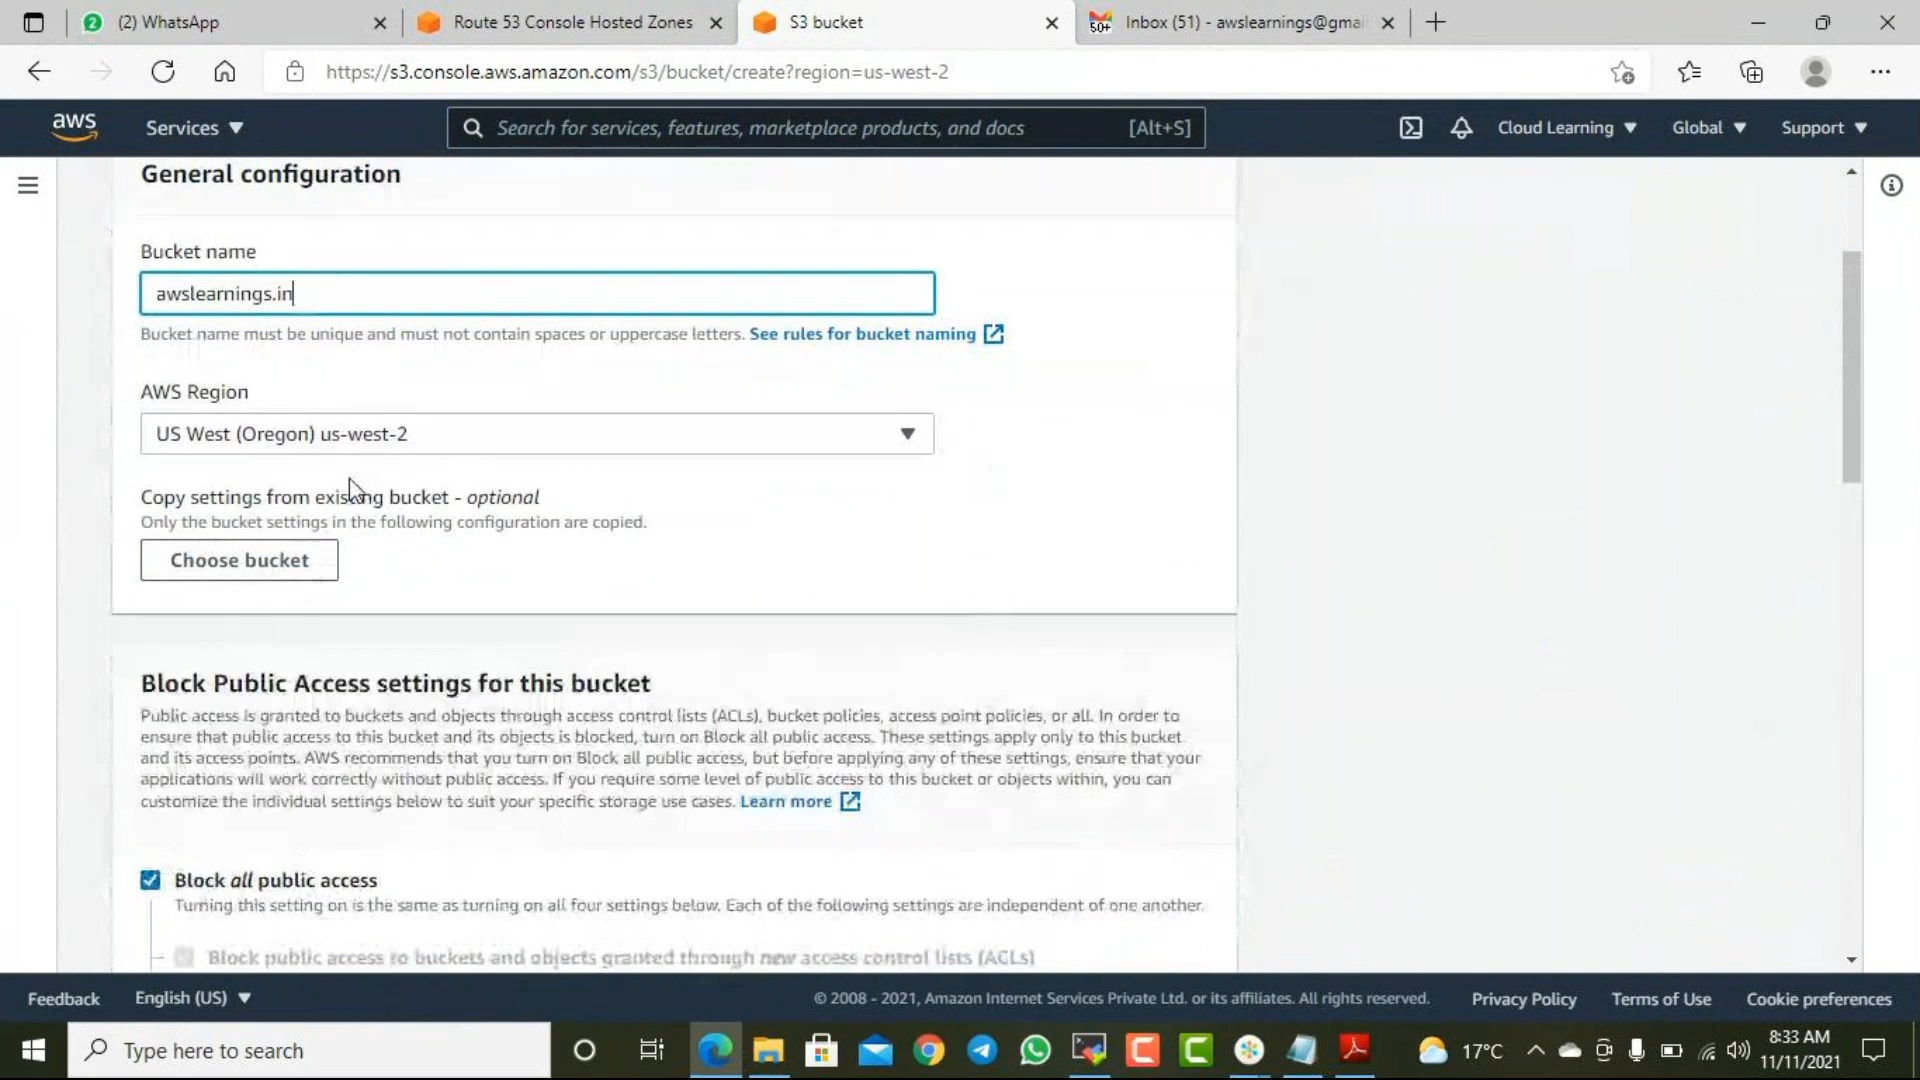 (2) WhatsApp
Route 53 Console Hosted Zones
S3 bucket
50+
Inbox (51) - awslearnings@gmai
https://s3.console.aws.amazon.com/s3/bucket/create?region=us-west-2
aws
Services
Search for services, features, marketplace products, and docs
[Alt+S]
Cloud Learning
Global
Support
General configuration
Bucket name
awslearnings.in
Bucket name must be unique and must not contain spaces or uppercase letters. See rules for bucket naming
AWS Region
US West (Oregon) us-west-2
Copy settings from existing bucket - optional
Only the bucket settings in the following configuration are copied.
Choose bucket
Block Public Access settings for this bucket
Public access is granted to buckets and objects through access control lists (ACLs), bucket policies, access point policies, or all. In order to
ensure that public access to this bucket and its objects is blocked, turn on Block all public access. These settings apply only to this bucket
and its access points. AWS recommends that you turn on Block all public access, but before applying any of these settings, ensure that your
applications will work correctly without public access. If you require some level of public access to this bucket or objects within, you can
customize the individual settings below to suit your specific storage use cases. Learn more
Block all public access
Turning this setting on is the same as turning on all four settings below. Each of the following settings are independent of one another.
Block public access to buckets and objects granted through new access control lists (ACLs)
Feedback
English (US)
© 2008 - 2021, Amazon Internet Services Private Ltd. or its affiliates. All rights reserved.
Privacy Policy
Terms of Use
Cookie preferences
Type here to search
17°C
8:33 AM
11/11/2021